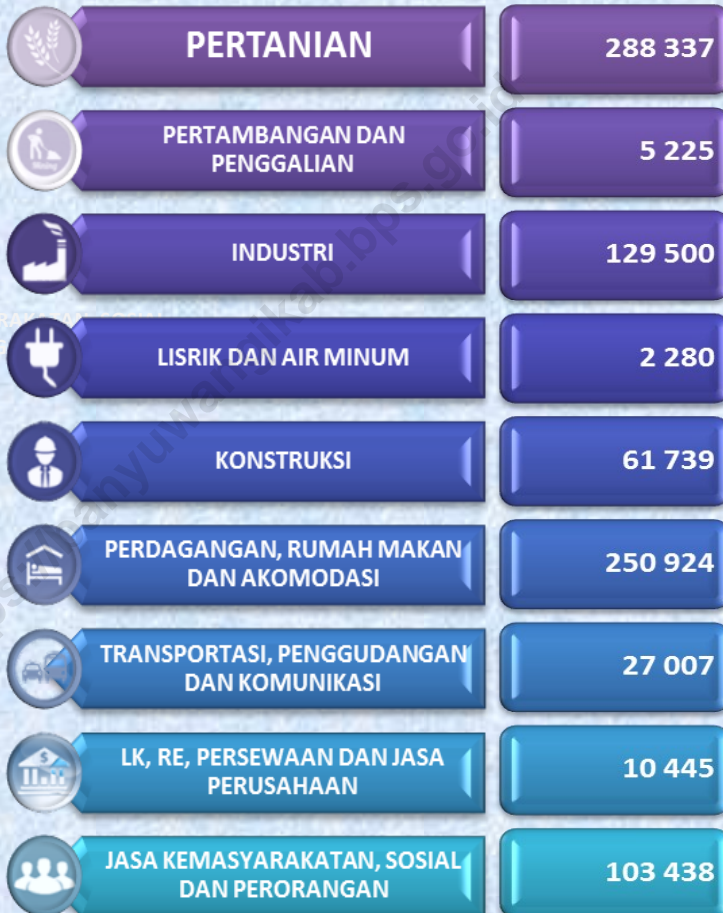 PERTANIAN
288 337
PERTAMBANGAN DAN
PENGGALIAN
5 225
INDUSTRI
129 500
LISRIK DAN AIR MINUM
2 280
KONSTRUKSI
61 739
PERDAGANGAN, RUMAH MAKAN
DAN AKOMODASI
250 924
TRANSPORTASI, PENGGUDANGAN
DAN KOMUNIKASI
27 007
LK, RE, PERSEWAAN DAN JASA
PERUSAHAAN
10 445
JASA KEMASYARAKATAN, SOSIAL
DAN PERORANGAN
103 438